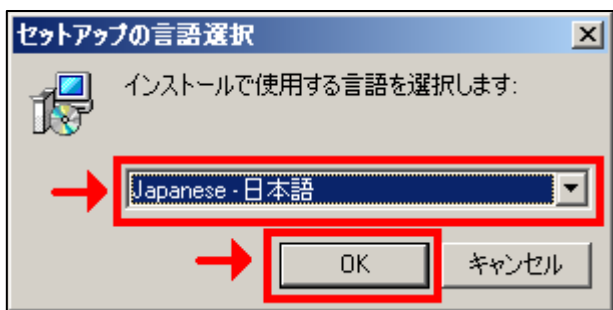 セットアップの言語選択
インストールで使用する言語を選択します:
Japanese - 日本語
OK
キャンセル